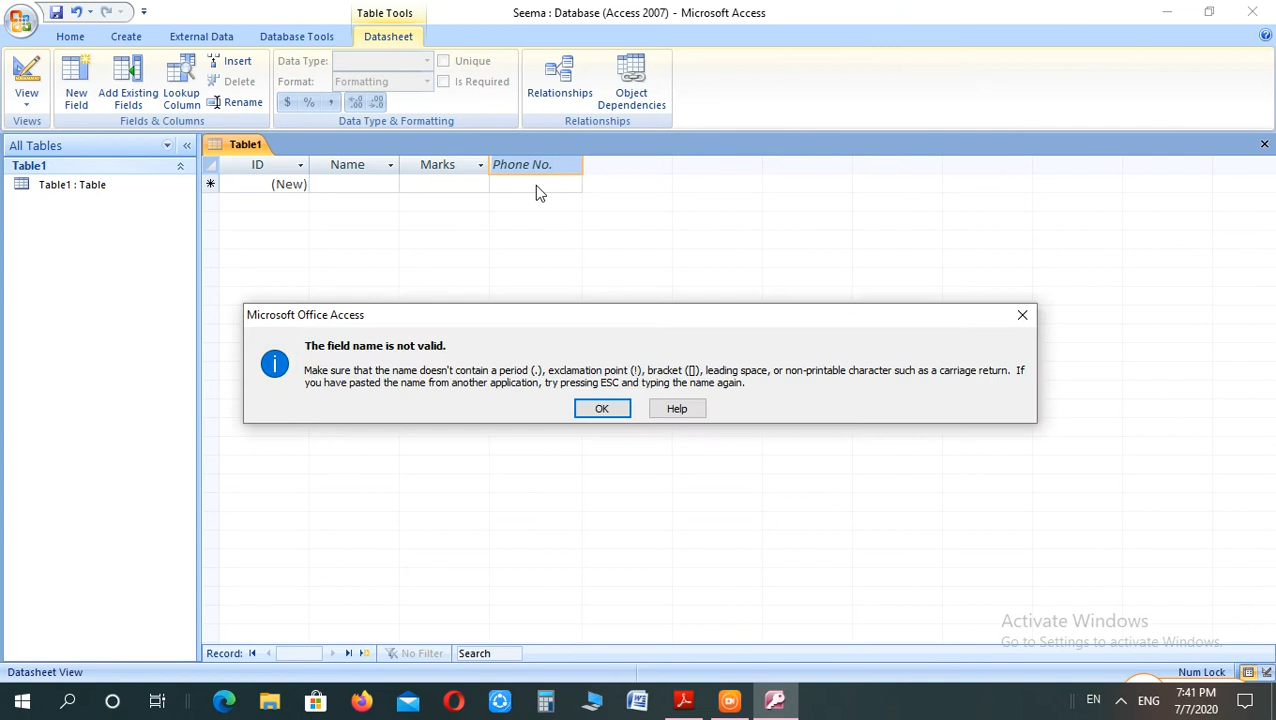 Table Tools
Seema : Database (Access 2007) - Microsoft Access
Home
Create
External Data
Database Tools
Datasheet
View
Views
New Field
Add Existing Fields
Lookup Column
Insert
Delete
Rename
Fields & Columns
Data Type:
Unique
Format:
Formatting
Is Required
$ % ,
Data Type & Formatting
Relationships
Object Dependencies
Relationships
All Tables
Table1
Table1 : Table
Table1
ID
Name
Marks
Phone No.
(New)
Microsoft Office Access
The field name is not valid.
Make sure that the name doesn't contain a period (.), exclamation point (!), bracket ([]), leading space, or non-printable character such as a carriage return. If
you have pasted the name from another application, try pressing ESC and typing the name again.
OK
Help
Activate Windows
Go to Settings to activate Windows.
Record:
No Filter
Search
Datasheet View
Num Lock
EN
ENG
7:41 PM
7/7/2020